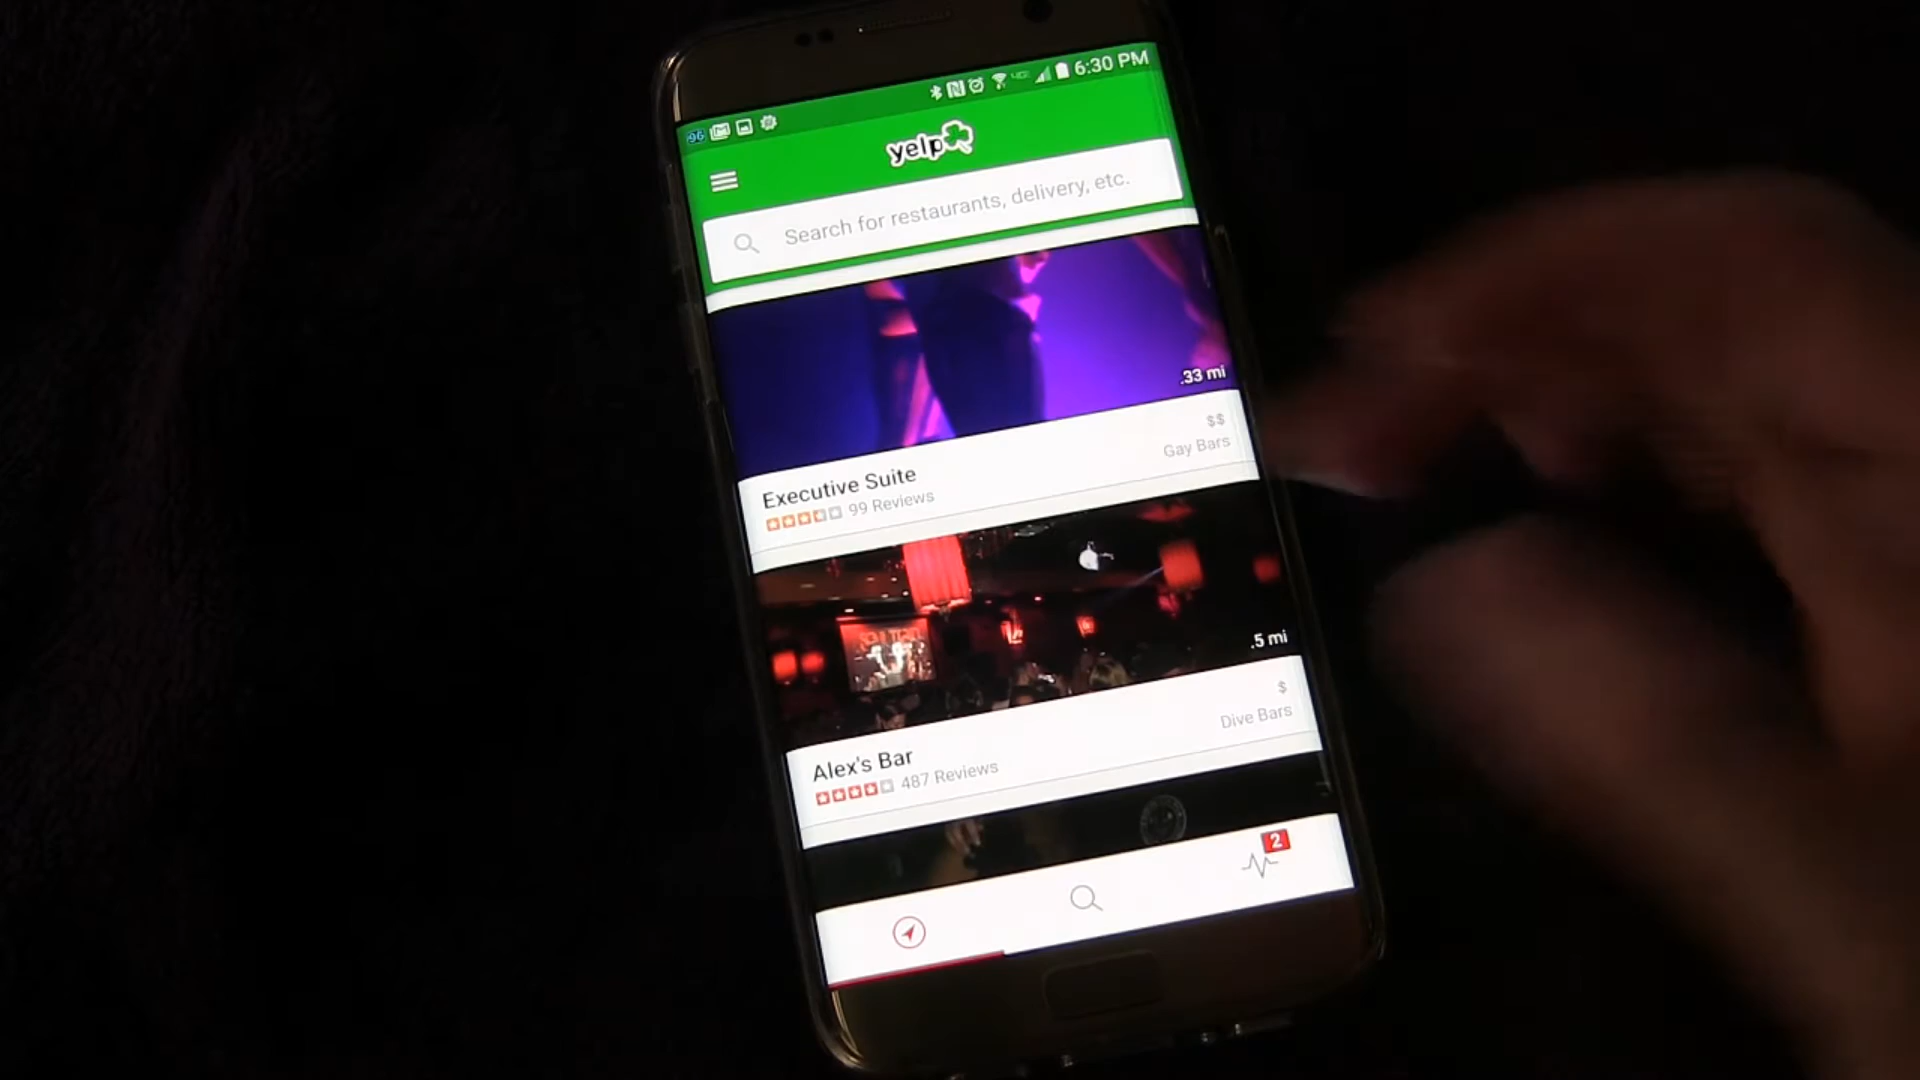 96
6:30 PM
yelp
Search for restaurants, delivery, etc.
.33 mi
Executive Suite
$$
99 Reviews
Gay Bars
.5 mi
Alex's Bar
$
487 Reviews
Dive Bars
2